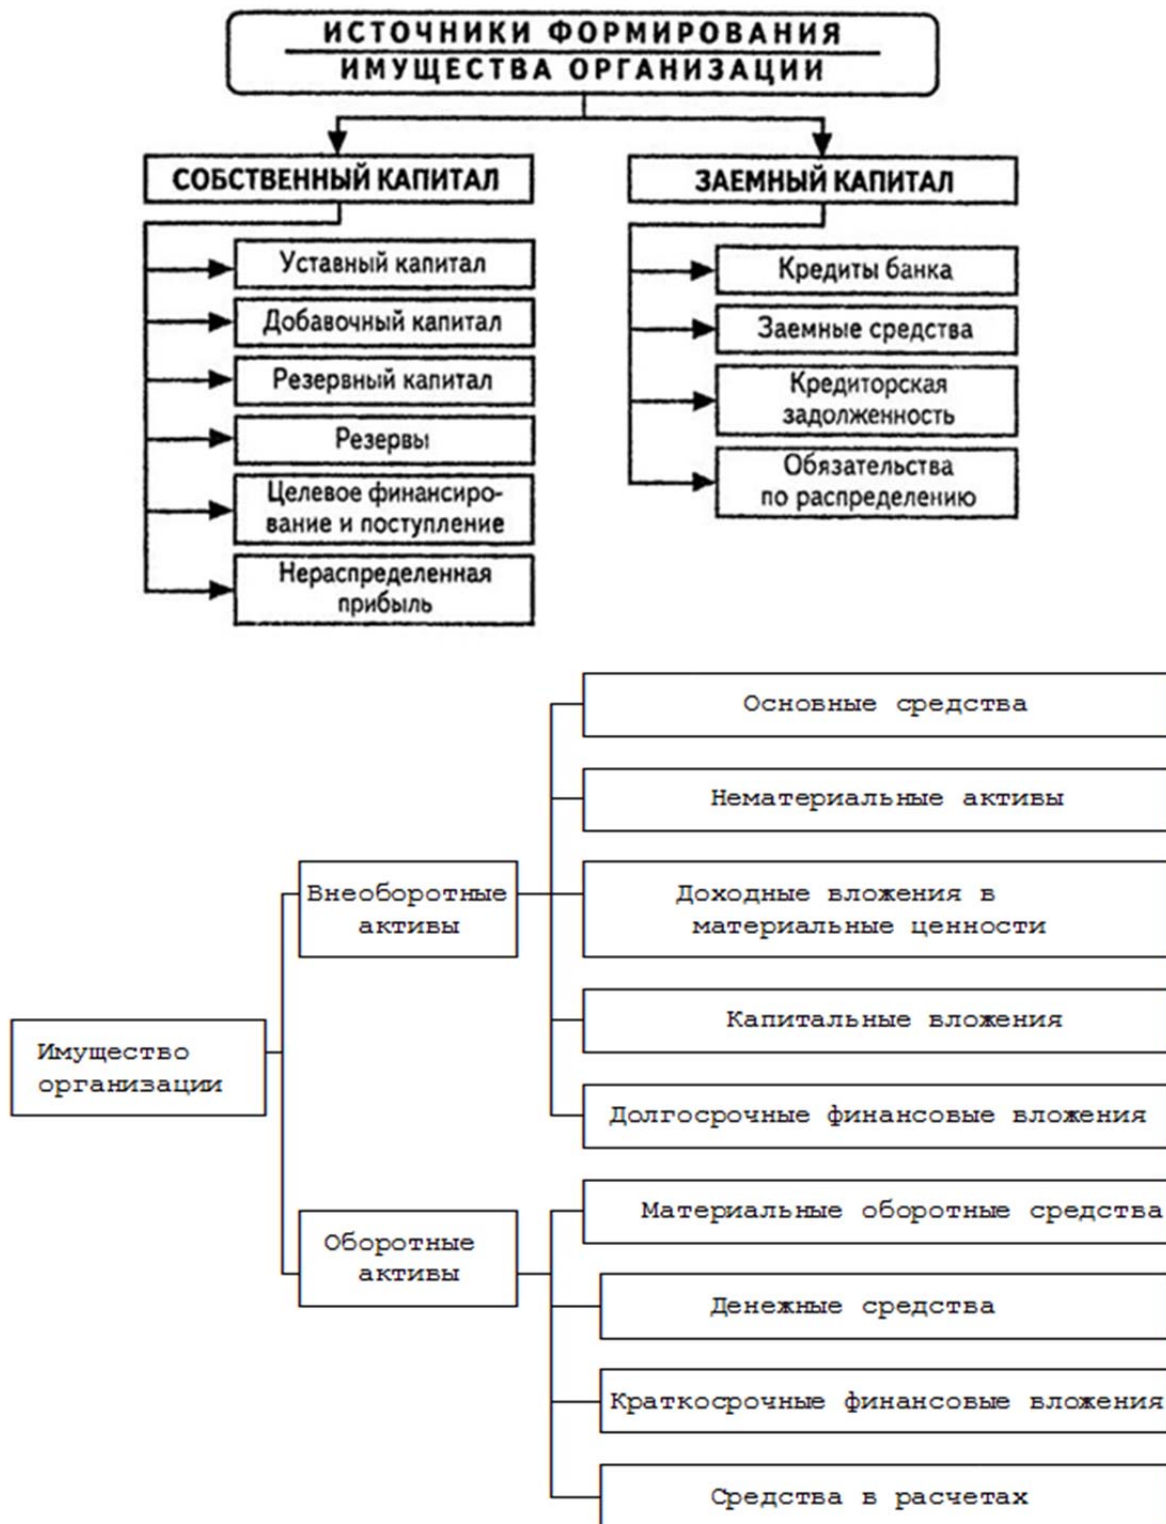 ИСТОЧНИКИ ФОРМИРОВАНИЯ
ИМУЩЕСТВА ОРГАНИЗАЦИИ
СОБСТВЕННЫЙ КАПИТАЛ
Уставный капитал
Добавочный капитал
Резервный капитал
Резервы
Целевое финансиро-
вание и поступление
Нераспределенная
прибыль
ЗАЕМНЫЙ КАПИТАЛ
Кредиты банка
Заемные средства
Кредиторская
задолженность
Обязательства
по распределению
Имущество
организации
Внеоборотные
активы
Основные средства
Нематериальные активы
Доходные вложения в
материальные ценности
Капитальные вложения
Долгосрочные финансовые вложения
Оборотные
активы
Материальные оборотные средства
Денежные средства
Краткосрочные финансовые вложения
Средства в расчетах